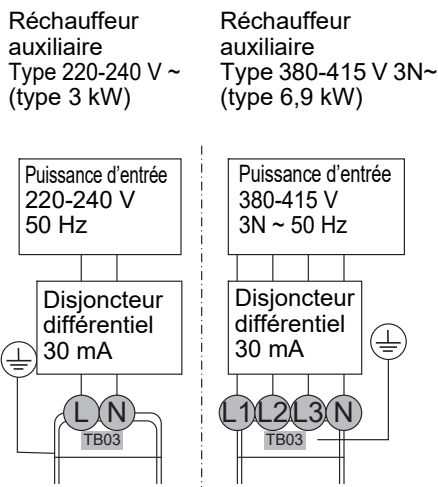 Réchauffeur
auxiliaire
Type 220-240 V ~
(type 3 kW)
Réchauffeur
auxiliaire
Type 380-415 V 3N~
(type 6,9 kW)
Puissance d’entrée
220-240 V
50 Hz
Puissance d’entrée
380-415 V
3N ~ 50 Hz
Disjoncteur
différentiel
30 mA
Disjoncteur
différentiel
30 mA
L N
TB03
L1 L2 L3 N
TB03